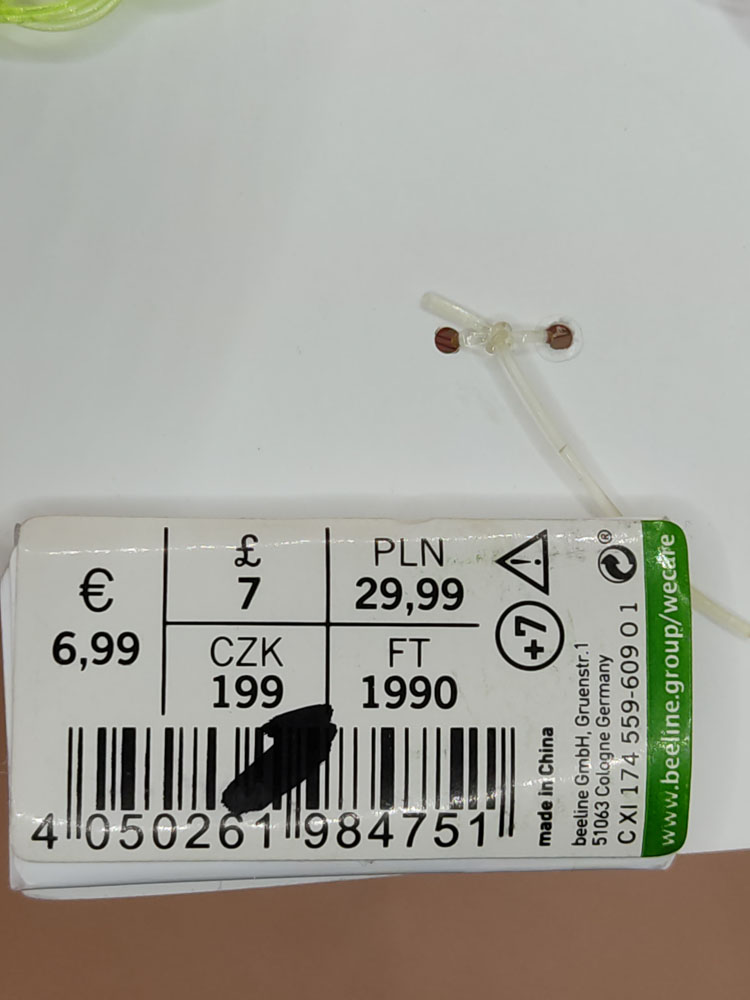 €
6,99
£
7
PLN
29,99
CZK
199
FT
1990
+7
4 050261 984751
made in China
beeline GmbH, Gruenstr.1
51063 Cologne Germany
C XI 174 559-609 0 1
®
www.beeline.group/wecare